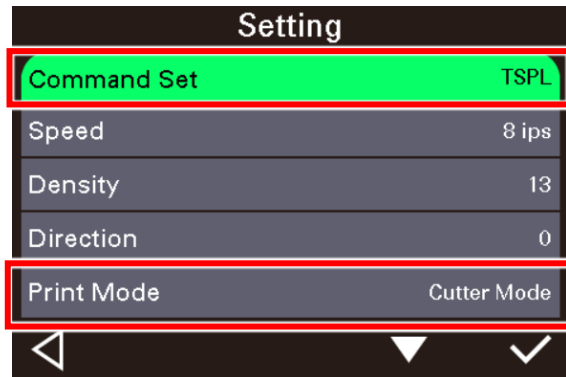 Setting
Command Set TSPL
Speed 8 ips
Density 13
Direction 0
Print Mode Cutter Mode